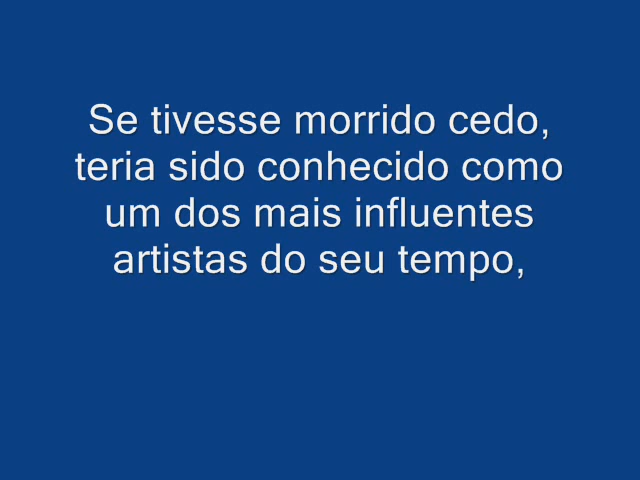 Se tivesse morrido cedo,
teria sido conhecido como
um dos mais influentes
artistas do seu tempo,